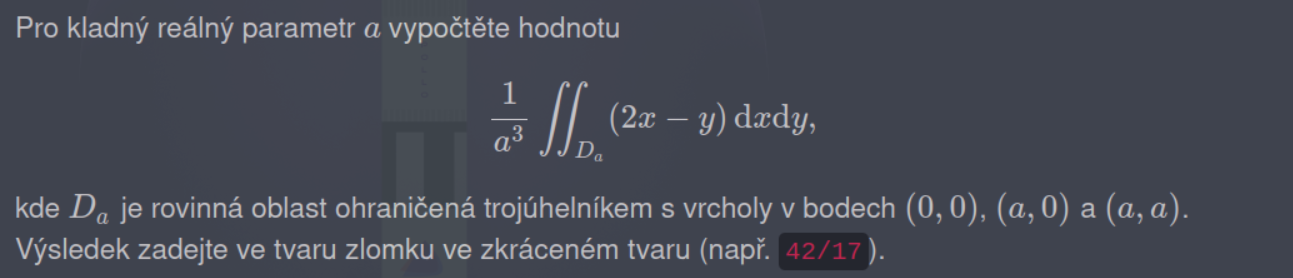 Pro kladný reálný parametr a vypočtěte hodnotu
1/a³ ∬_{D_a} (2x − y) dxdy,
kde D_a je rovinná oblast ohraničená trojúhelníkem s vrcholy v bodech (0, 0), (a, 0) a (a, a).
Výsledek zadejte ve tvaru zlomku ve zkráceném tvaru (např. 42/17).